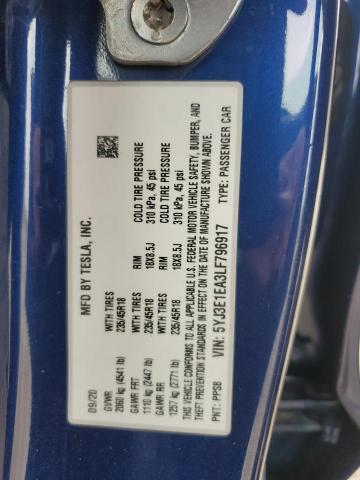 MFD BY TESLA, INC.
09/20
GVWR
2060 kg (4541 lb)
WITH TIRES
235/45R18
RIM
18X8.5J
COLD TIRE PRESSURE
310 kPa, 45 psi
GAWR FRT
1110 kg (2447 lb)
WITH TIRES
235/45R18
RIM
18X8.5J
COLD TIRE PRESSURE
310 kPa, 45 psi
GAWR RR
1257 kg (2771 lb)
THIS VEHICLE CONFORMS TO ALL APPLICABLE U.S. FEDERAL MOTOR VEHICLE SAFETY, BUMPER, AND
THEFT PREVENTION STANDARDS IN EFFECT ON THE DATE OF MANUFACTURE SHOWN ABOVE.
PNT: PPSB
VIN: 5YJ3E1EA3LF796917
TYPE: PASSENGER CAR